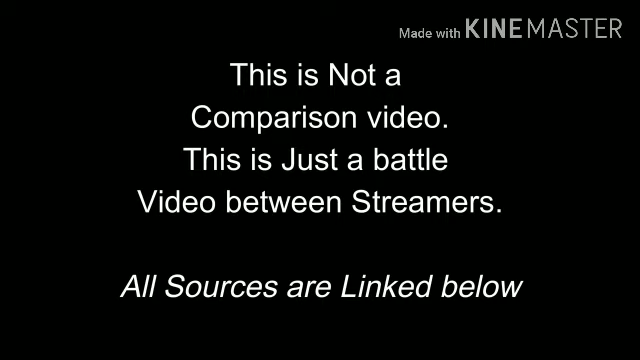 Made with KINEMASTER
This is Not a
Comparison video.
This is Just a battle
Video between Streamers.
All Sources are Linked below